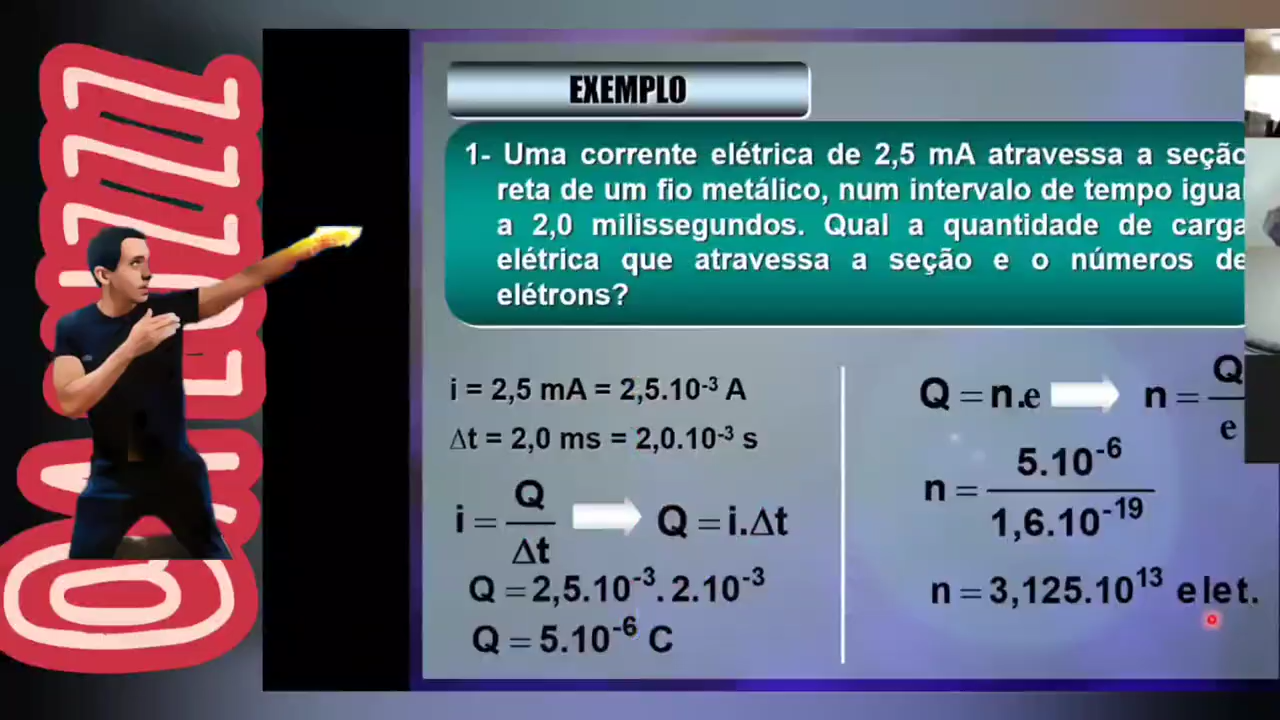 EXEMPLO
1- Uma corrente elétrica de 2,5 mA atravessa a seção
reta de um fio metálico, num intervalo de tempo igual
a 2,0 milissegundos. Qual a quantidade de carga
elétrica que atravessa a seção e o números de
elétrons?
i = 2,5 mA = 2,5.10⁻³ A
Δt = 2,0 ms = 2,0.10⁻³ s
i = Q/Δt Q = i.Δt
Q = 2,5.10⁻³. 2.10⁻³
Q = 5.10⁻⁶ C
Q = n.e n = Q/e
n = 5.10⁻⁶/1,6.10⁻¹⁹
n = 3,125.10¹³ elet.